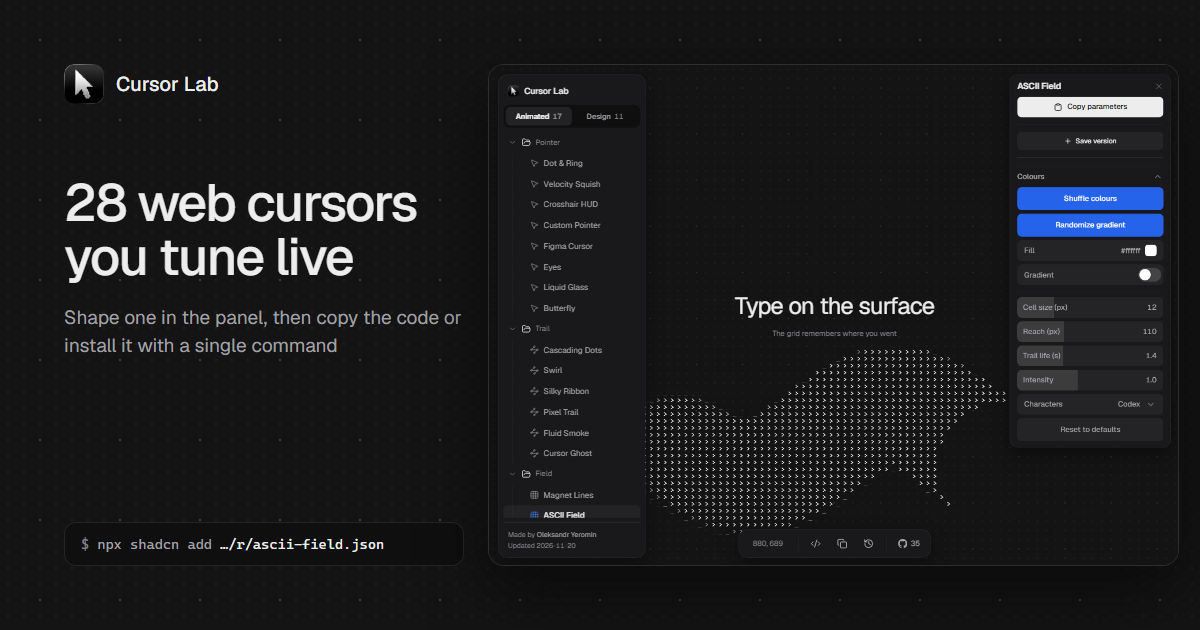 Cursor Lab
28 web cursors
you tune live
Shape one in the panel, then copy the code or
install it with a single command
$ npx shadcn add …/r/ascii-field.json
Cursor Lab
Animated 17
Design 11
Pointer
Dot & Ring
Velocity Squish
Crosshair HUD
Custom Pointer
Figma Cursor
Eyes
Liquid Glass
Butterfly
Trail
Cascading Dots
Swirl
Silky Ribbon
Pixel Trail
Fluid Smoke
Cursor Ghost
Field
Magnet Lines
ASCII Field
Made by Oleksandr Yeromin
Updated 2026-11-20
Type on the surface
The grid remembers where you went
880, 689
35
ASCII Field
Copy parameters
+ Save version
Colours
Shuffle colours
Randomize gradient
Fill #ffffff
Gradient
Cell size (px) 12
Reach (px) 110
Trail life (s) 1.4
Intensity 1.0
Characters Codex
Reset to defaults